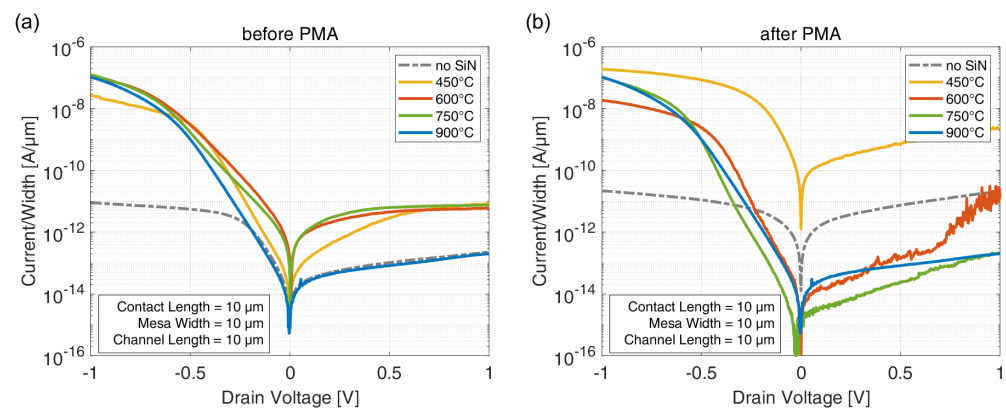 (a)
before PMA
10⁻⁶
10⁻⁸
10⁻¹⁰
10⁻¹²
10⁻¹⁴
10⁻¹⁶
Current/Width [A/µm]
no SiN
450°C
600°C
750°C
900°C
Contact Length = 10 µm
Mesa Width = 10 µm
Channel Length = 10 µm
-1 -0.5 0 0.5 1
Drain Voltage [V]
(b)
after PMA
10⁻⁶
10⁻⁸
10⁻¹⁰
10⁻¹²
10⁻¹⁴
10⁻¹⁶
Current/Width [A/µm]
no SiN
450°C
600°C
750°C
900°C
Contact Length = 10 µm
Mesa Width = 10 µm
Channel Length = 10 µm
-1 -0.5 0 0.5 1
Drain Voltage [V]